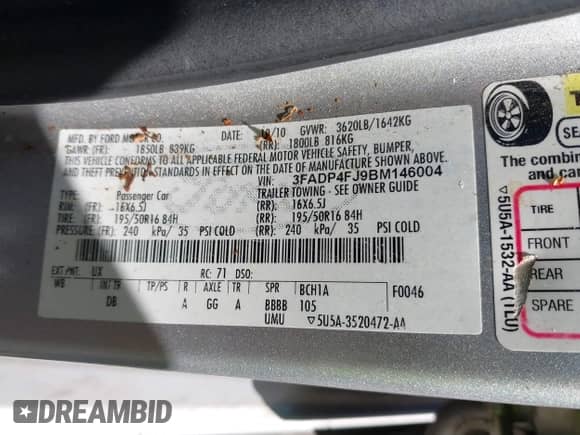 MFD. BY FORD MOTOR CO.
DATE: 10/10 GVWR: 3620LB/1642KG
GAWR (FR): 1850LB 839KG (RR): 1800LB 816KG
THIS VEHICLE CONFORMS TO ALL APPLICABLE FEDERAL MOTOR VEHICLE SAFETY, BUMPER,
AND THEFT PREVENTION STANDARDS IN EFFECT ON THE DATE OF MANUFACTURE SHOWN ABOVE.
VIN: 3FADP4FJ9BM146004
TYPE: Passenger Car TRAILER TOWING - SEE OWNER GUIDE
RIM: (FR): 16X6.5J (RR): 16X6.5J
TIRE: (FR): 195/50R16 84H (RR): 195/50R16 84H
PRESSURE (FR): 240 kPa/ 35 PSI COLD (RR): 240 kPa/ 35 PSI COLD
EXT PNT: UX RC: 71 DSO:
WB INT TR TP/PS R AXLE TR SPR BCH1A F0046
DB A GG A BBBB 105
UMU ▽5U5A-3520472-AA
▽5U5A-1532-AA (1LU)
The combined
TIRE
FRONT
REAR
SPARE
DREAMBID